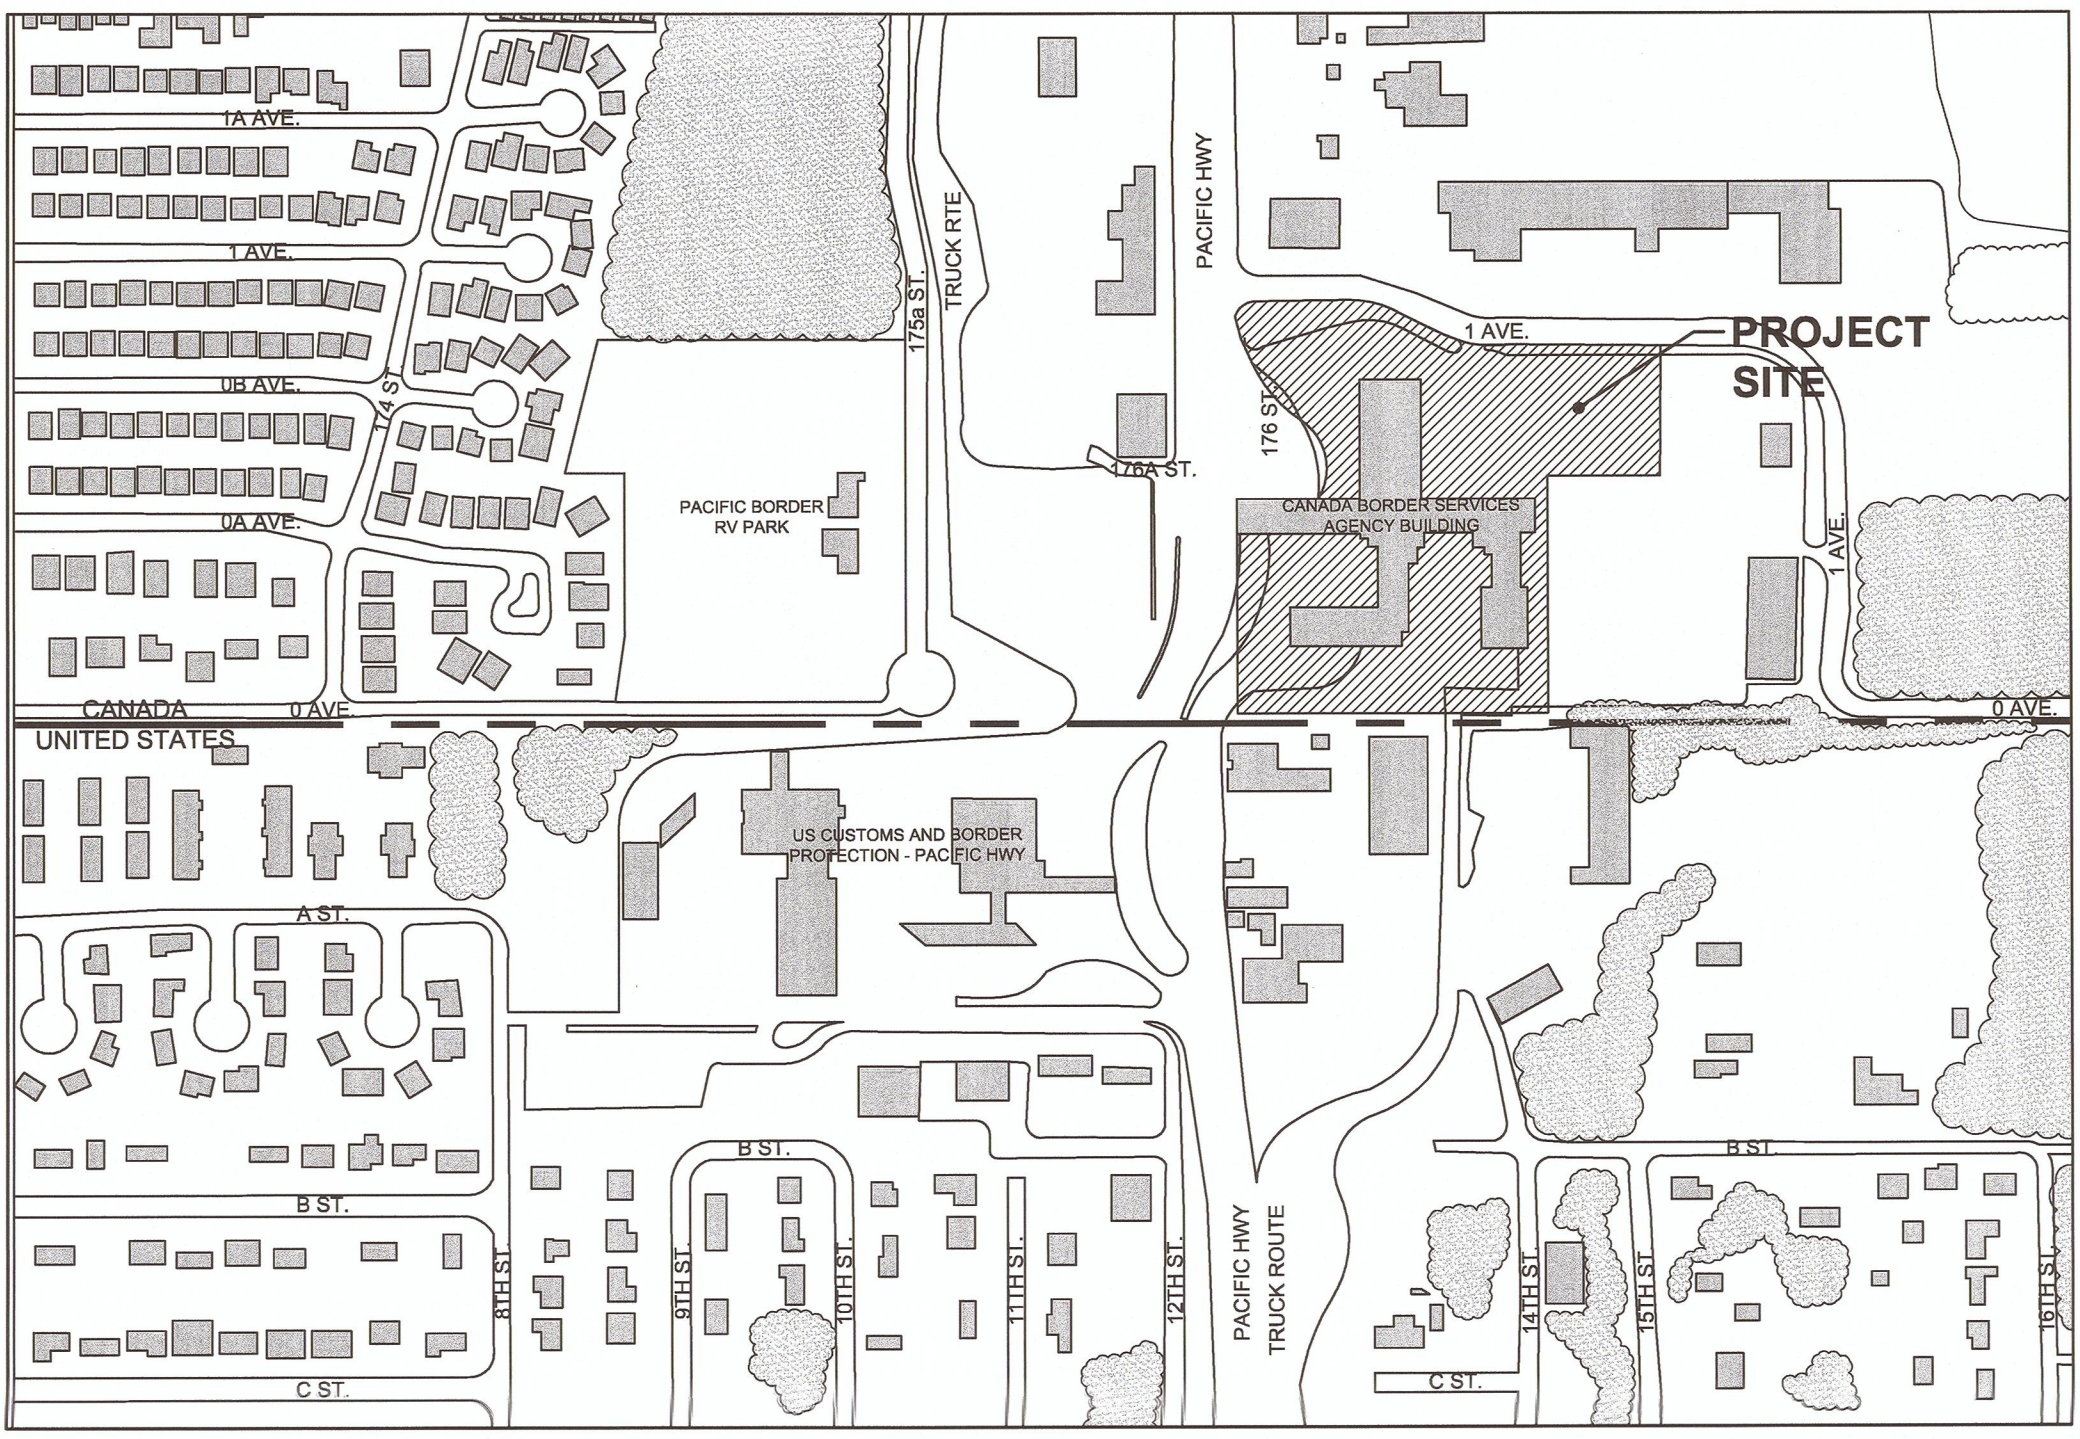 1A AVE.
1 AVE.
0B AVE.
174 ST.
0A AVE.
CANADA
0 AVE.
UNITED STATES
175a ST.
TRUCK RTE
PACIFIC HWY
PACIFIC BORDER
RV PARK
176A ST.
176 ST.
1 AVE.
PROJECT
SITE
CANADA BORDER SERVICES
AGENCY BUILDING
1 AVE.
0 AVE.
US CUSTOMS AND BORDER
PROTECTION - PACIFIC HWY
A ST.
B ST.
C ST.
8TH ST.
9TH ST.
B ST.
10TH ST.
11TH ST.
12TH ST.
PACIFIC HWY
TRUCK ROUTE
B ST.
C ST.
14TH ST.
15TH ST.
16TH ST.